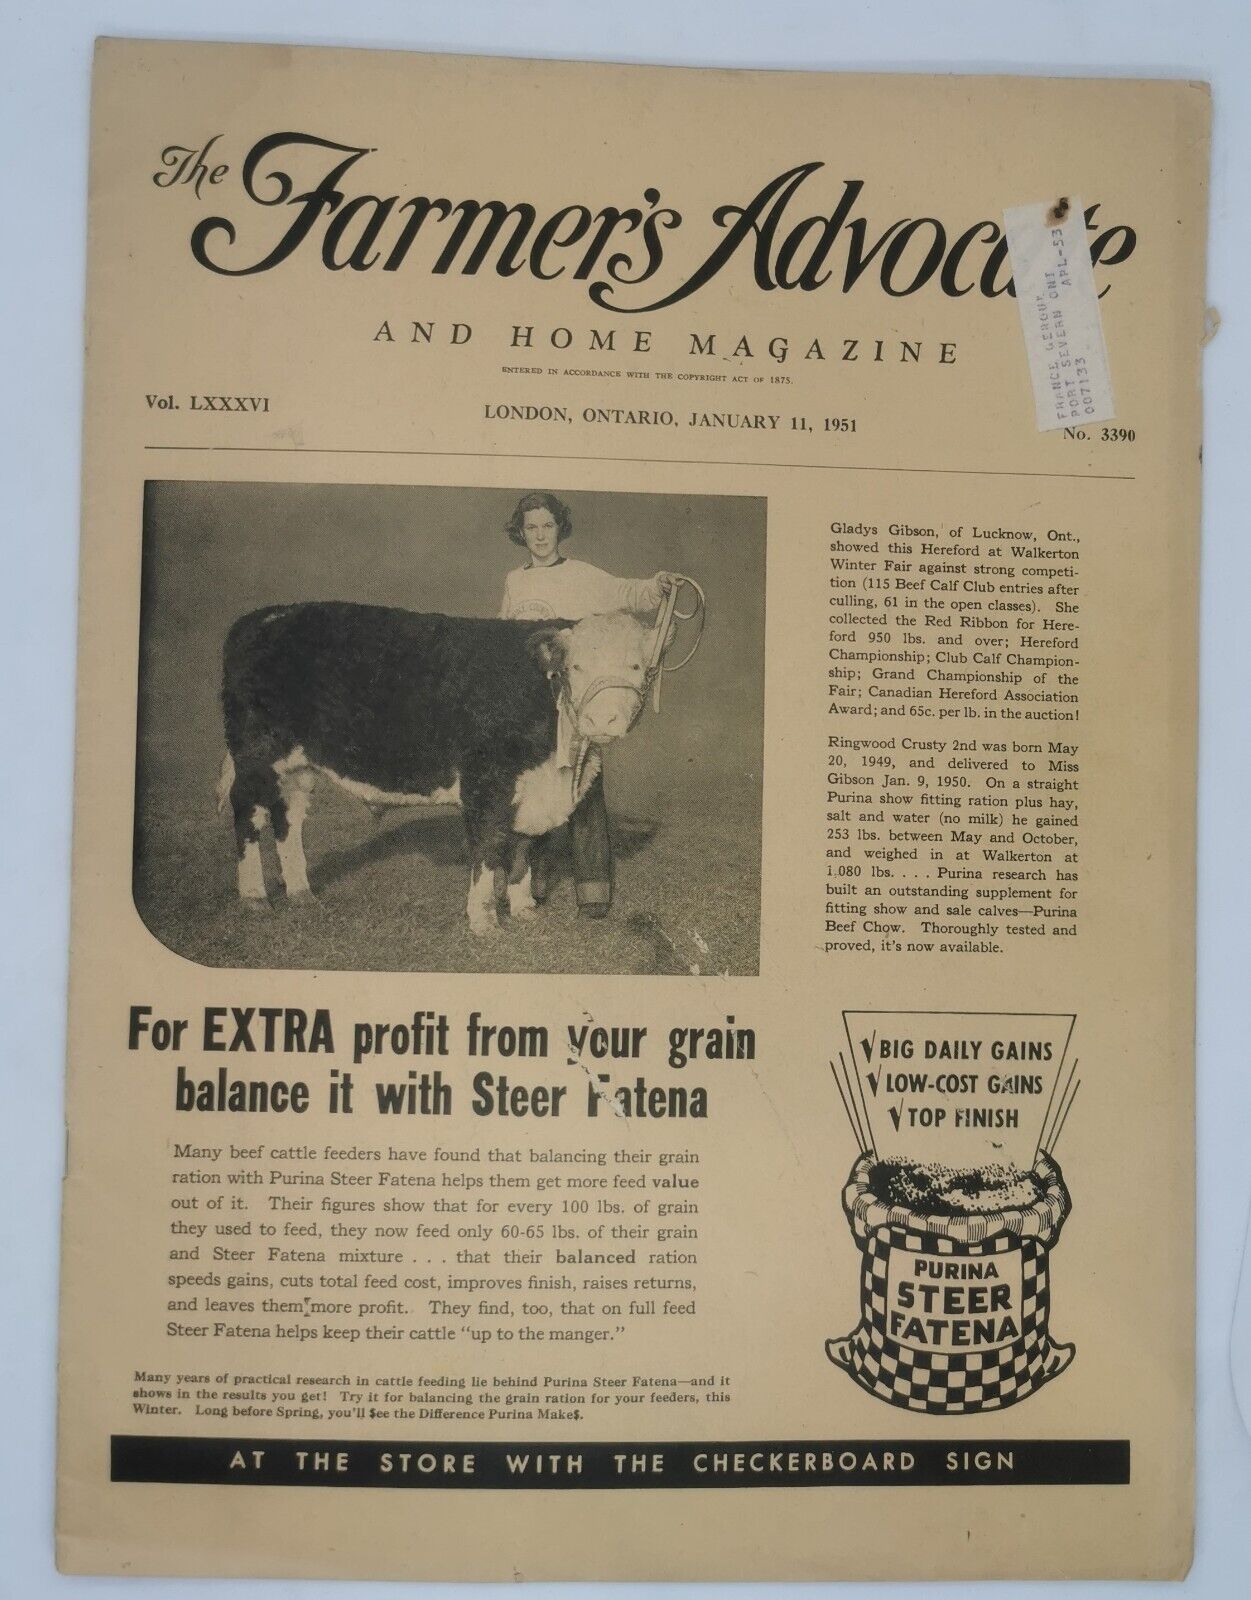 The Farmer's Advocate
AND HOME MAGAZINE
ENTERED IN ACCORDANCE WITH THE COPYRIGHT ACT OF 1875.
FRANCE
PORT SEVERN ONT
007133 APL-53
Vol. LXXXVI
LONDON, ONTARIO, JANUARY 11, 1951
No. 3390
Gladys Gibson, of Lucknow, Ont.,
showed this Hereford at Walkerton
Winter Fair against strong competi-
tion (115 Beef Calf Club entries after
culling, 61 in the open classes). She
collected the Red Ribbon for Here-
ford 950 lbs. and over; Hereford
Championship; Club Calf Champion-
ship; Grand Championship of the
Fair; Canadian Hereford Association
Award; and 65c. per lb. in the auction!
Ringwood Crusty 2nd was born May
20, 1949, and delivered to Miss
Gibson Jan. 9, 1950. On a straight
Purina show fitting ration plus hay,
salt and water (no milk) he gained
253 lbs. between May and October,
and weighed in at Walkerton at
1,080 lbs. . . . Purina research has
built an outstanding supplement for
fitting show and sale calves—Purina
Beef Chow. Thoroughly tested and
proved, it's now available.
For EXTRA profit from your grain
balance it with Steer Fatena
Many beef cattle feeders have found that balancing their grain
ration with Purina Steer Fatena helps them get more feed value
out of it. Their figures show that for every 100 lbs. of grain
they used to feed, they now feed only 60-65 lbs. of their grain
and Steer Fatena mixture . . . that their balanced ration
speeds gains, cuts total feed cost, improves finish, raises returns,
and leaves them more profit. They find, too, that on full feed
Steer Fatena helps keep their cattle "up to the manger."
Many years of practical research in cattle feeding lie behind Purina Steer Fatena—and it
shows in the results you get! Try it for balancing the grain ration for your feeders, this
Winter. Long before Spring, you'll $ee the Difference Purina Make$.
√ BIG DAILY GAINS
√ LOW-COST GAINS
√ TOP FINISH
PURINA
STEER
FATENA
AT THE STORE WITH THE CHECKERBOARD SIGN